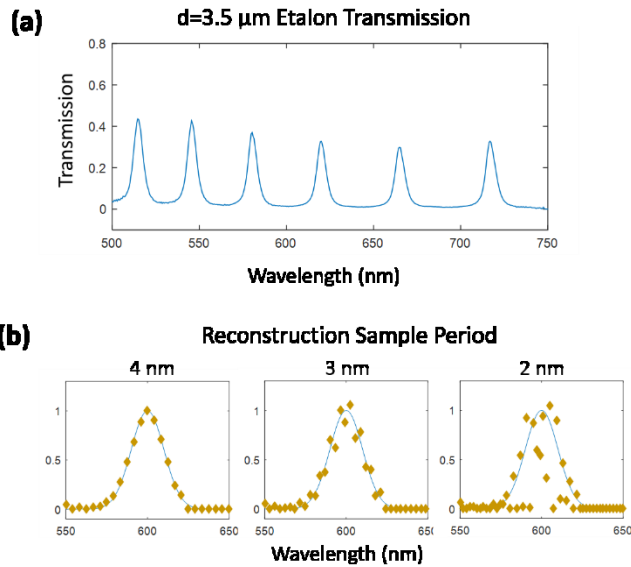 (a)
d=3.5 µm Etalon Transmission
0.8
0.6
0.4
0.2
0
Transmission
500 550 600 650 700 750
Wavelength (nm)
(b)
Reconstruction Sample Period
4 nm 3 nm 2 nm
1 1 1
0.5 0.5 0.5
0 0 0
550 600 650 550 600 650 550 600 650
Wavelength (nm)